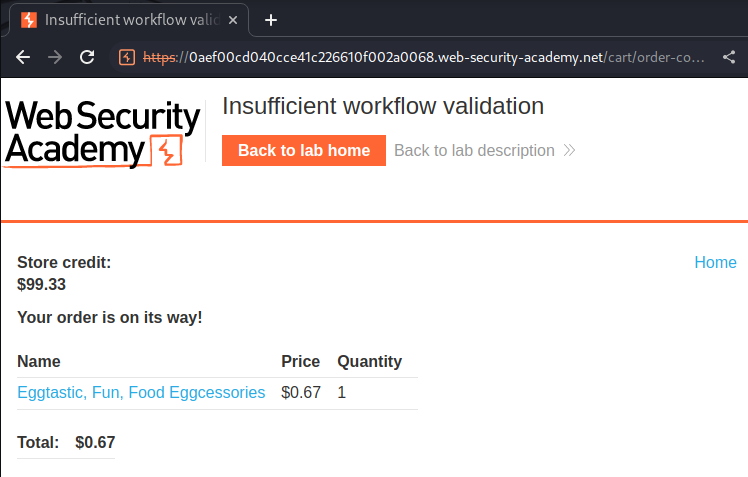 Insufficient workflow valid
https://0aef00cd040cce41c226610f002a0068.web-security-academy.net/cart/order-co...
Web Security
Academy
Insufficient workflow validation
Back to lab home
Back to lab description
Store credit:
$99.33
Home
Your order is on its way!
Name Price Quantity
Eggtastic, Fun, Food Eggcessories $0.67 1
Total: $0.67